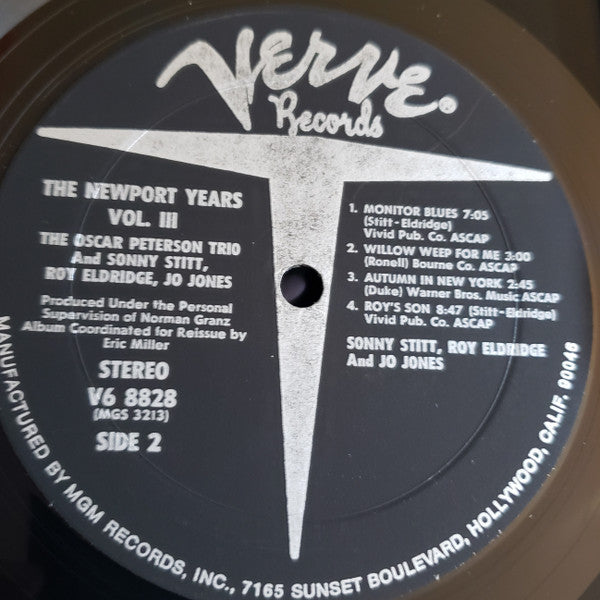 Verve®
Records
THE NEWPORT YEARS
VOL. III
THE OSCAR PETERSON TRIO
And SONNY STITT,
ROY ELDRIDGE, JO JONES
Produced Under the Personal
Supervision of Norman Granz
Album Coordinated for Reissue by
Eric Miller
STEREO
V6 8828
(MGS 3213)
SIDE 2
1. MONITOR BLUES 7:05
(Stitt-Eldridge)
Vivid Pub. Co. ASCAP
2. WILLOW WEEP FOR ME 3:00
(Ronell) Bourne Co. ASCAP
3. AUTUMN IN NEW YORK 2:45
(Duke) Warner Bros. Music ASCAP
4. ROY'S SON 8:47 (Stitt-Eldridge)
Vivid Pub. Co. ASCAP
SONNY STITT, ROY ELDRIDGE
And JO JONES
MANUFACTURED BY MGM RECORDS, INC., 7165 SUNSET BOULEVARD, HOLLYWOOD, CALIF. 90046